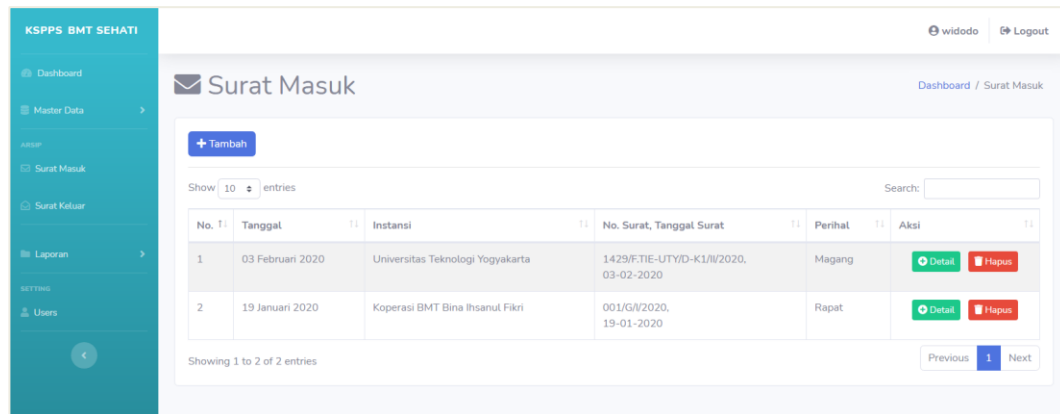 KSPPS BMT SEHATI
widodo Logout
Dashboard
Master Data
ARSIP
Surat Masuk
Surat Keluar
Laporan
SETTING
Users
Surat Masuk
Dashboard / Surat Masuk
+ Tambah
Show 10 entries
Search:
No. Tanggal Instansi No. Surat, Tanggal Surat Perihal Aksi
1 03 Februari 2020 Universitas Teknologi Yogyakarta 1429/F.TIE-UTY/D-K1/II/2020, Magang Detail Hapus
03-02-2020
2 19 Januari 2020 Koperasi BMT Bina Ihsanul Fikri 001/G/I/2020, Rapat Detail Hapus
19-01-2020
Showing 1 to 2 of 2 entries
Previous 1 Next